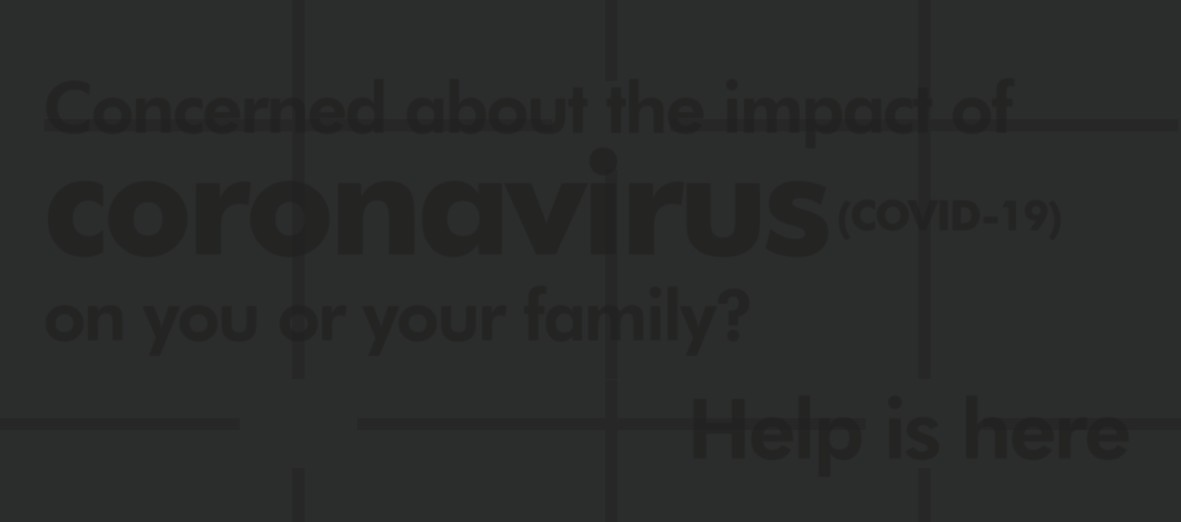 Concerned about the impact of
coronavirus (COVID-19)
on you or your family?
Help is here